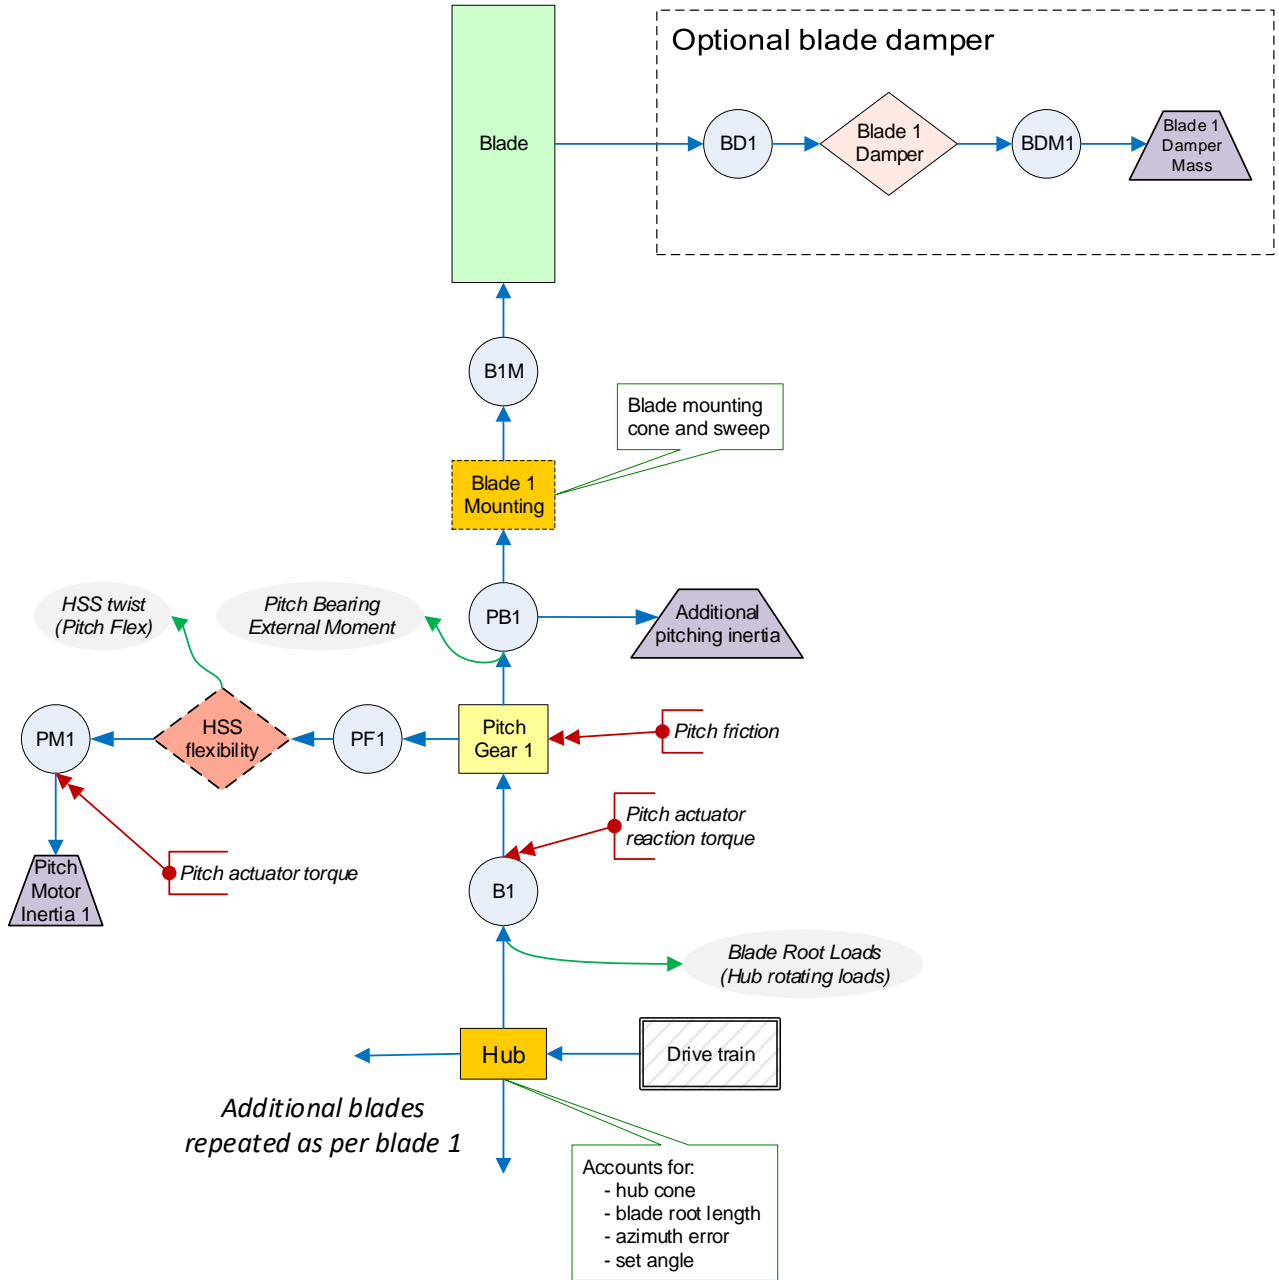 Optional blade damper
Blade
BD1
Blade 1
Damper
BDM1
Blade 1
Damper
Mass
B1M
Blade mounting
cone and sweep
Blade 1
Mounting
HSS twist
(Pitch Flex)
Pitch Bearing
External Moment
PB1
Additional
pitching inertia
PM1
HSS
flexibility
PF1
Pitch
Gear 1
Pitch friction
Pitch actuator
reaction torque
Pitch
Motor
Inertia 1
Pitch actuator torque
B1
Blade Root Loads
(Hub rotating loads)
Hub
Drive train
Additional blades
repeated as per blade 1
Accounts for:
- hub cone
- blade root length
- azimuth error
- set angle